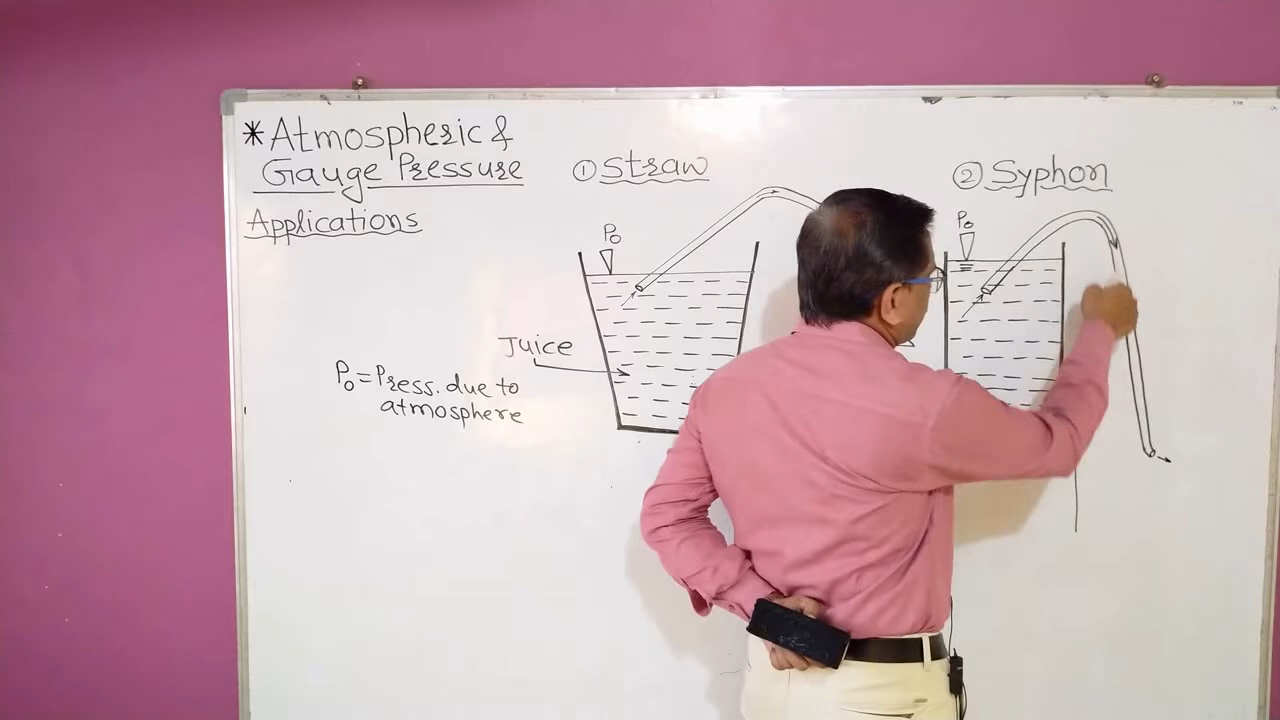 * Atmospheric &
Gauge Pressure
Applications
① Straw
② Syphon
P₀
P₀
Juice
P₀ = Press. due to
atmosphere